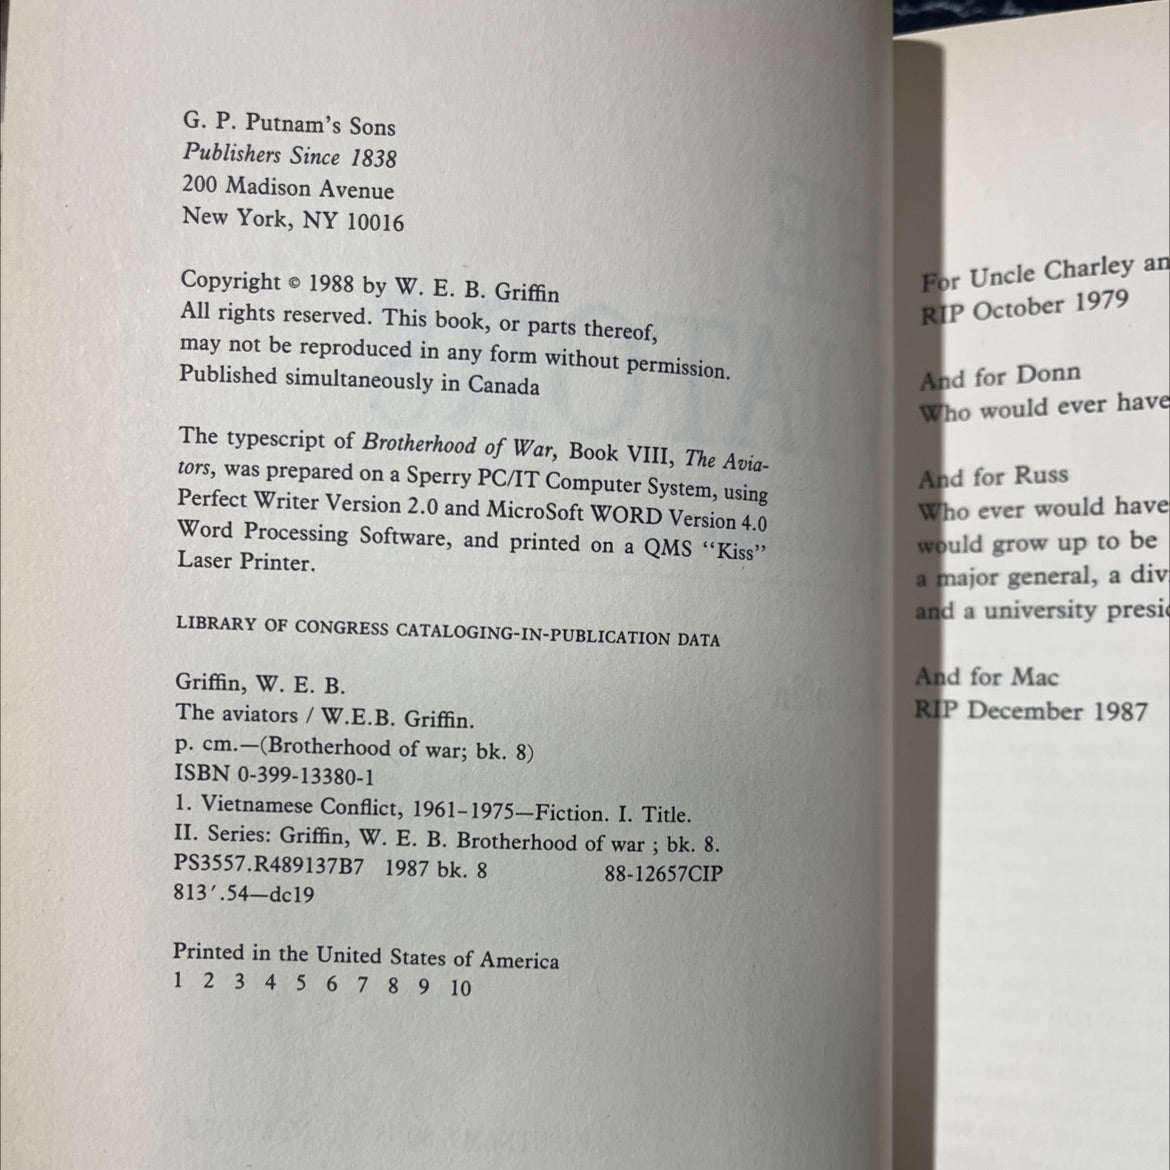 G. P. Putnam's Sons
Publishers Since 1838
200 Madison Avenue
New York, NY 10016
Copyright © 1988 by W. E. B. Griffin
All rights reserved. This book, or parts thereof,
may not be reproduced in any form without permission.
Published simultaneously in Canada
The typescript of Brotherhood of War, Book VIII, The Avia-
tors, was prepared on a Sperry PC/IT Computer System, using
Perfect Writer Version 2.0 and MicroSoft WORD Version 4.0
Word Processing Software, and printed on a QMS “Kiss”
Laser Printer.
LIBRARY OF CONGRESS CATALOGING-IN-PUBLICATION DATA
Griffin, W. E. B.
The aviators / W.E.B. Griffin.
p. cm.—(Brotherhood of war; bk. 8)
ISBN 0-399-13380-1
1. Vietnamese Conflict, 1961–1975—Fiction. I. Title.
II. Series: Griffin, W. E. B. Brotherhood of war ; bk. 8.
PS3557.R489137B7 1987 bk. 8 88-12657CIP
813′.54—dc19
Printed in the United States of America
1 2 3 4 5 6 7 8 9 10
For Uncle Charley an
RIP October 1979
And for Donn
Who would ever have
And for Russ
Who ever would have
would grow up to be
a major general, a div
and a university presid
And for Mac
RIP December 1987